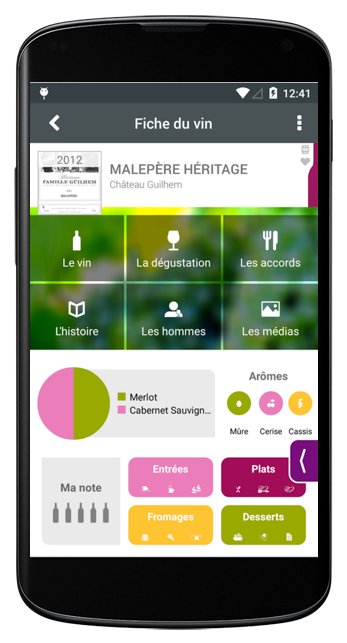 12:41
Fiche du vin
2012
Héritage
FAMILLE GUILHEM
MALEPÈRE
MALEPÈRE HÉRITAGE
Château Guilhem
Le vin
La dégustation
Les accords
L'histoire
Les hommes
Les médias
Merlot
Cabernet Sauvign...
Arômes
Mûre
Cerise
Cassis
Ma note
Entrées
Plats
Fromages
Desserts